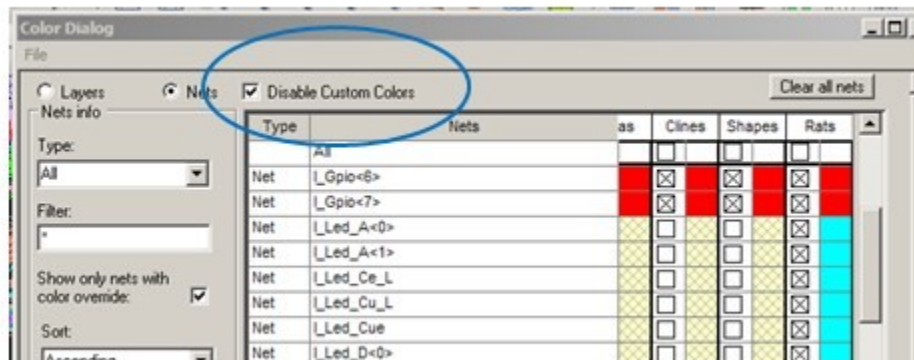 Color Dialog
File
Layers Nets Disable Custom Colors Clear all nets
Nets info
Type:
All
Filter:
*
Show only nets with
color override:
Sort:
Ascending
Type Nets as Clines Shapes Rats
All
Net I_Gpio<6>
Net I_Gpio<7>
Net I_Led_A<0>
Net I_Led_A<1>
Net I_Led_Ce_L
Net I_Led_Cu_L
Net I_Led_Cue
Net I_Led_D<0>